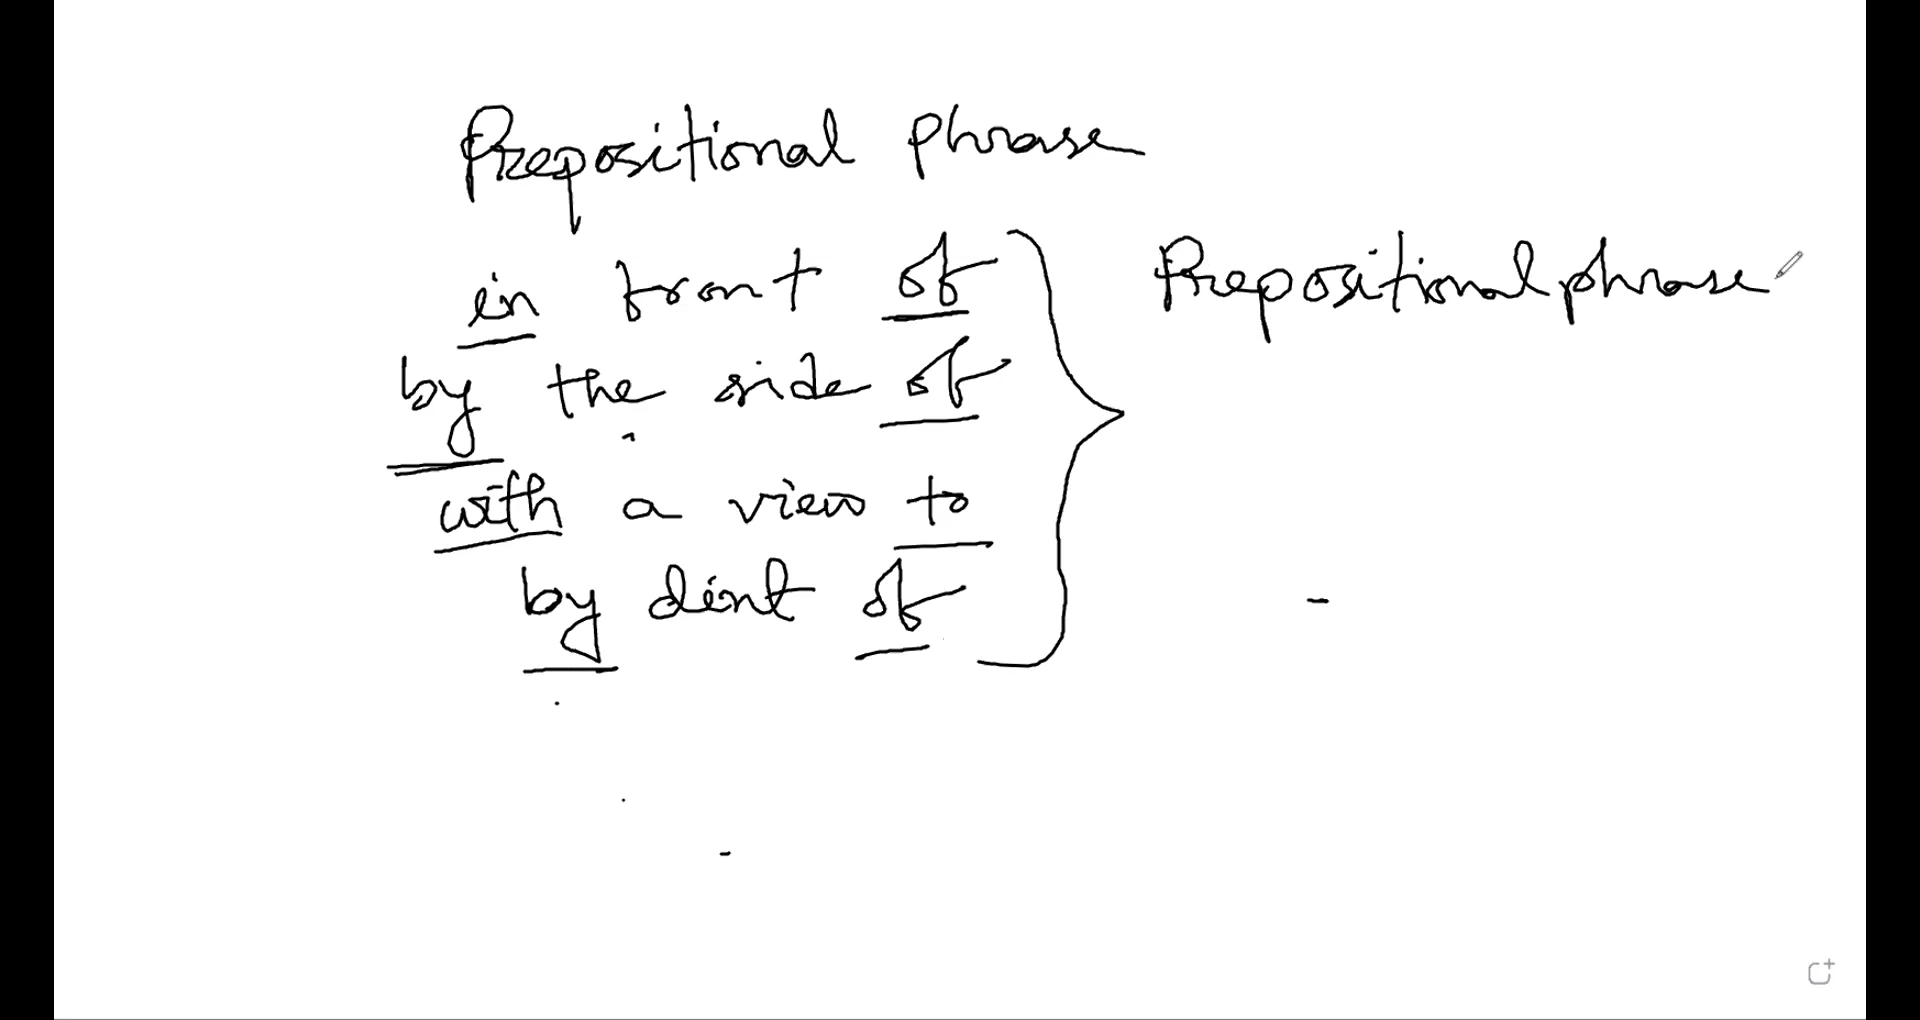 Prepositional phrase
in front of
by the side of
with a view to
by dint of
Prepositional phrase